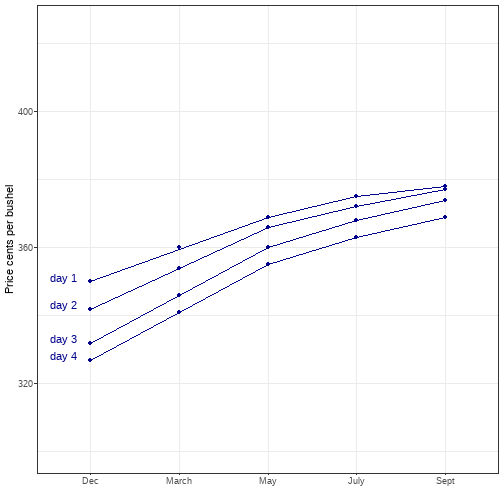 Price cents per bushel
400
360
320
day 1
day 2
day 3
day 4
Dec March May July Sept